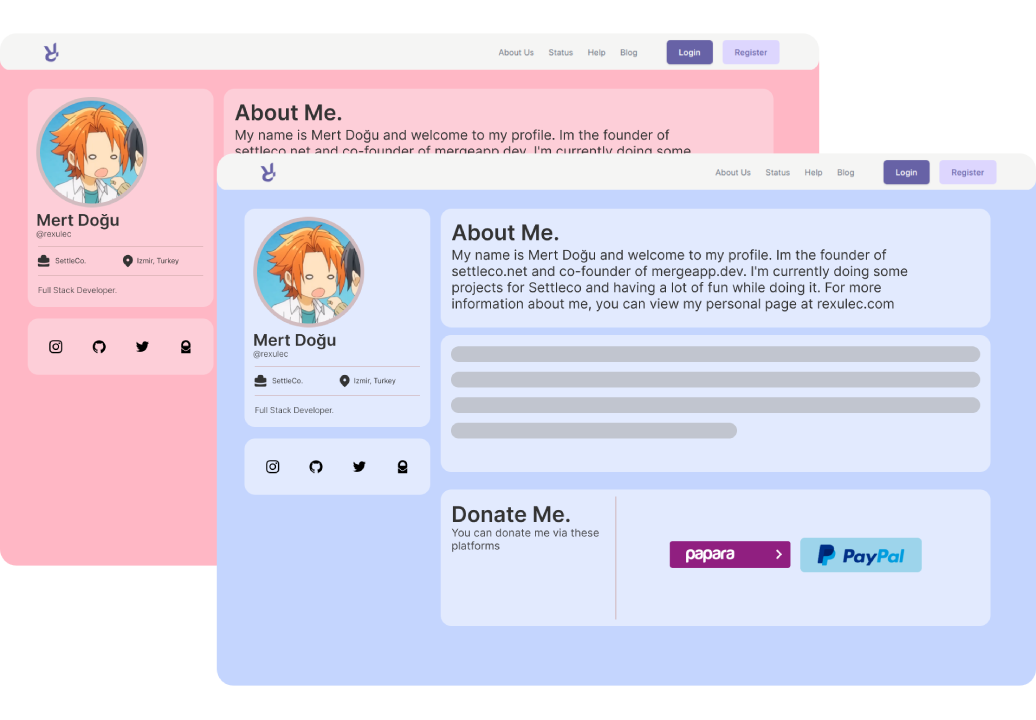 About Us Status Help Blog Login Register
Mert Doğu
@rexulec
SettleCo. Izmir, Turkey
Full Stack Developer.
About Me.
My name is Mert Doğu and welcome to my profile. Im the founder of
settleco.net and co-founder of mergeapp.dev. I'm currently doing some
About Us Status Help Blog Login Register
Mert Doğu
@rexulec
SettleCo. Izmir, Turkey
Full Stack Developer.
About Me.
My name is Mert Doğu and welcome to my profile. Im the founder of
settleco.net and co-founder of mergeapp.dev. I'm currently doing some
projects for Settleco and having a lot of fun while doing it. For more
information about me, you can view my personal page at rexulec.com
Donate Me.
You can donate me via these
platforms
papara
PayPal